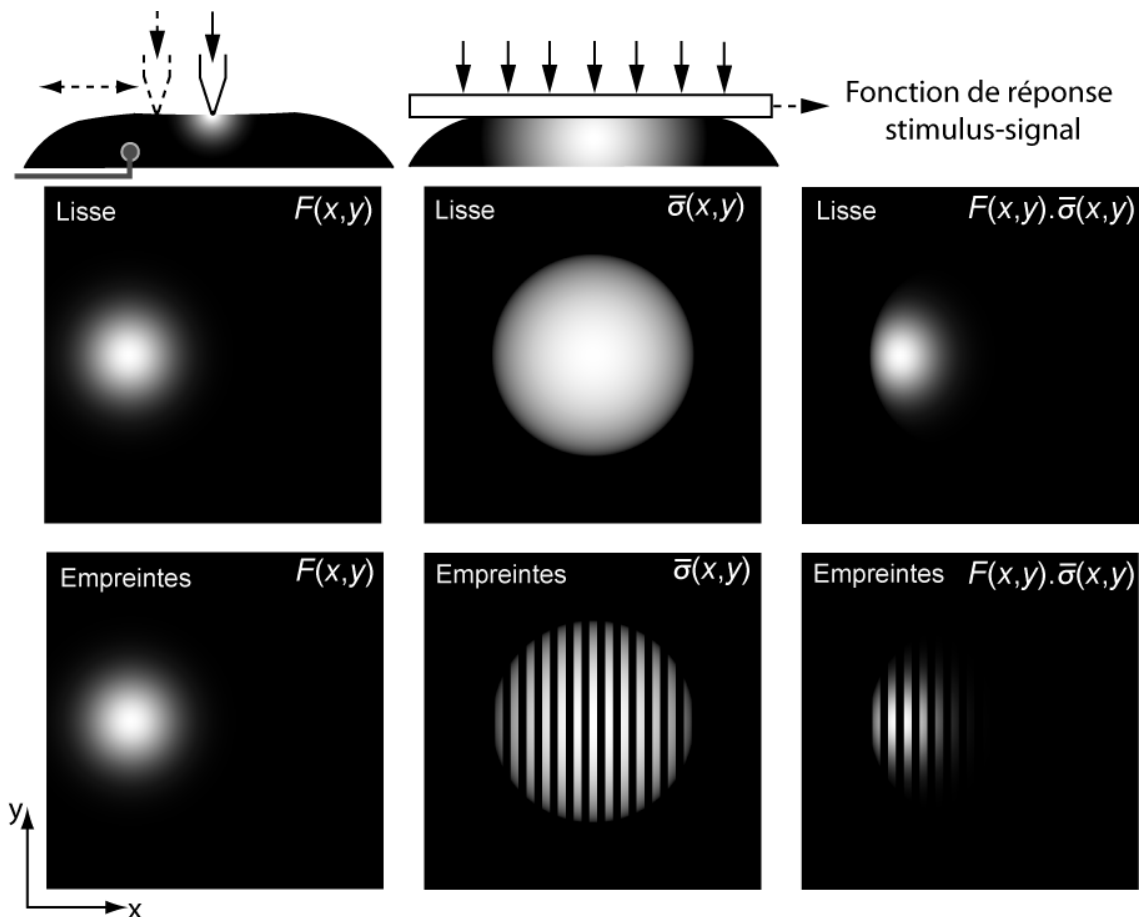 Fonction de réponse
stimulus-signal
Lisse F(x,y)
Lisse σ̅(x,y)
Lisse F(x,y).σ̅(x,y)
Empreintes F(x,y)
Empreintes σ̅(x,y)
Empreintes F(x,y).σ̅(x,y)
y
x